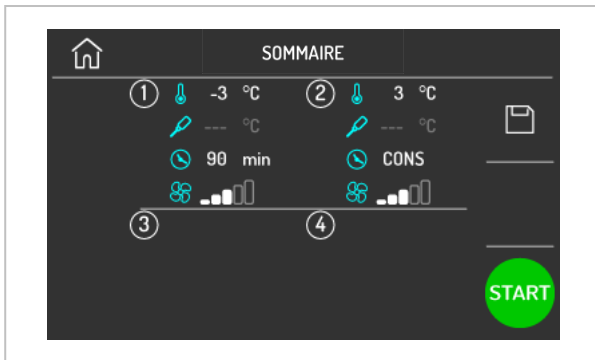 SOMMAIRE
1 -3 °C 2 3 °C
--- °C --- °C
90 min CONS
3 4
START